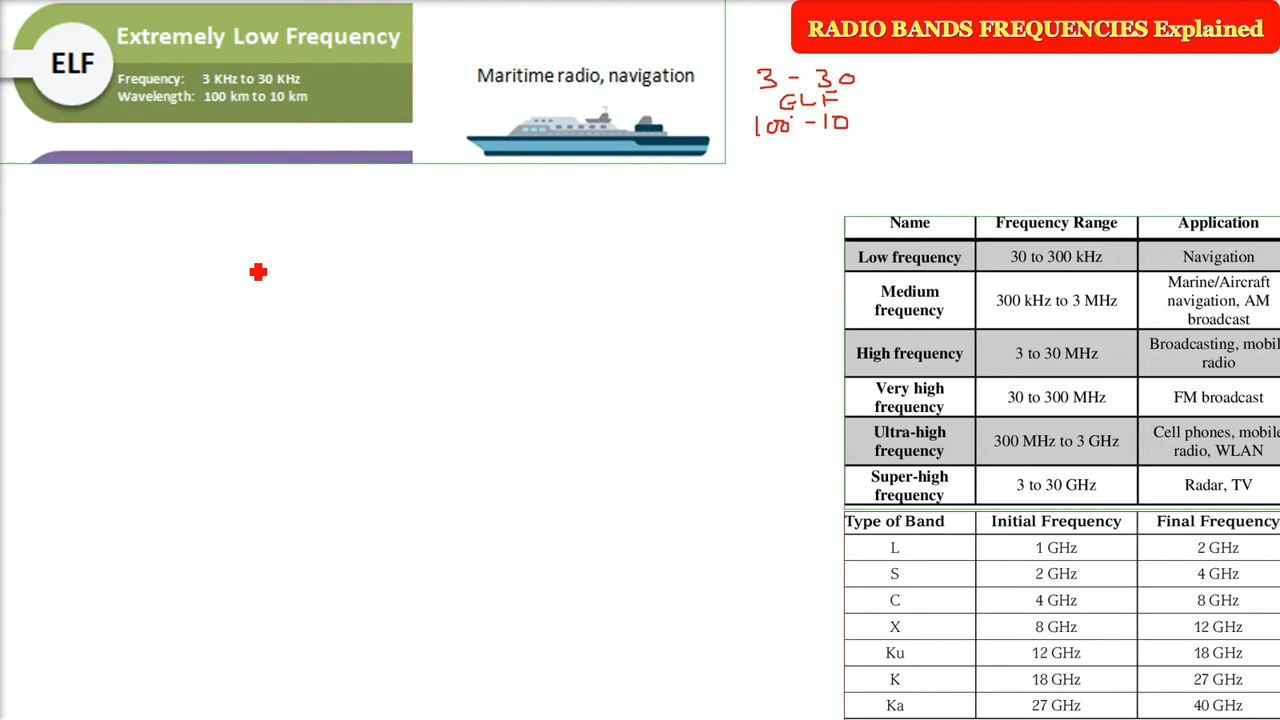 RADIO BANDS FREQUENCIES Explained
ELF
Extremely Low Frequency
Frequency: 3 KHz to 30 KHz
Wavelength: 100 km to 10 km
Maritime radio, navigation
3 - 30
GLF
100 - 10
Name Frequency Range Application
Low frequency 30 to 300 kHz Navigation
Medium frequency 300 kHz to 3 MHz Marine/Aircraft navigation, AM broadcast
High frequency 3 to 30 MHz Broadcasting, mobil radio
Very high frequency 30 to 300 MHz FM broadcast
Ultra-high frequency 300 MHz to 3 GHz Cell phones, mobile radio, WLAN
Super-high frequency 3 to 30 GHz Radar, TV
Type of Band Initial Frequency Final Frequency
L 1 GHz 2 GHz
S 2 GHz 4 GHz
C 4 GHz 8 GHz
X 8 GHz 12 GHz
Ku 12 GHz 18 GHz
K 18 GHz 27 GHz
Ka 27 GHz 40 GHz